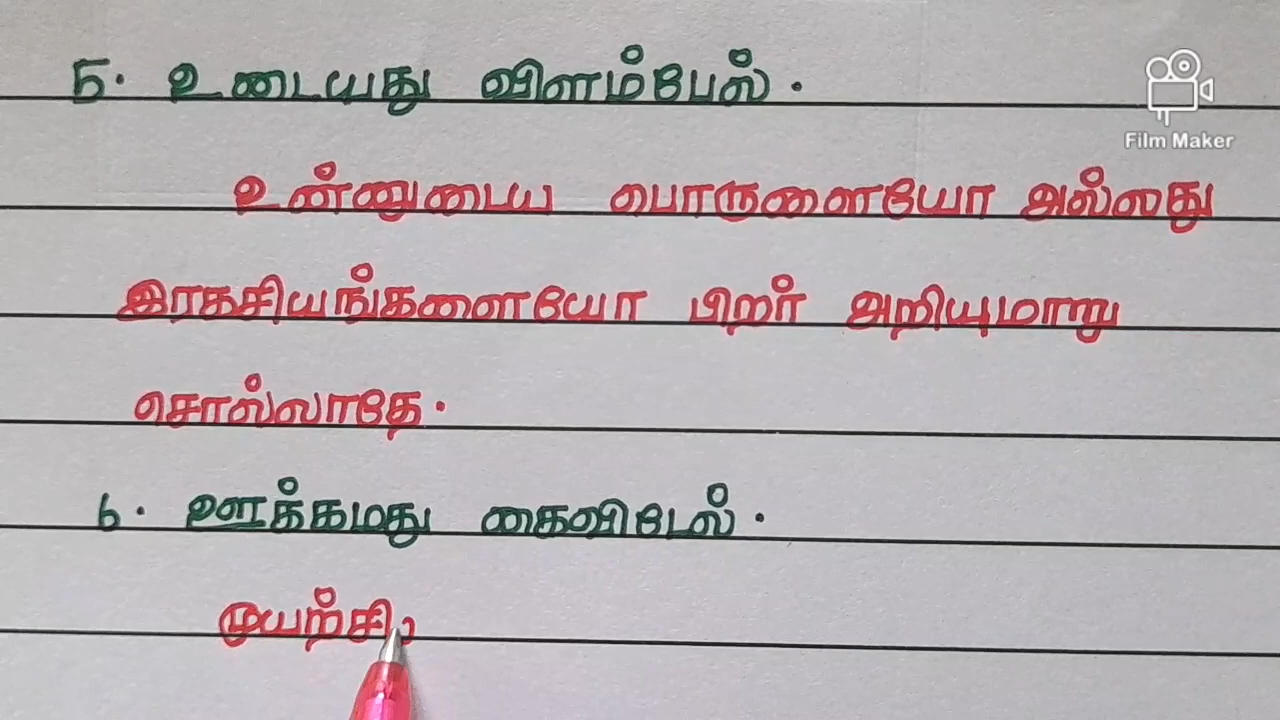 5. உடையது விளம்பேல்.
Film Maker
உன்னுடைய பொருளையோ அல்லது
இரகசியங்களையோ பிறர் அறியுமாறு
சொல்லாதே.
6. ஊக்கமது கைவிடேல்.
முயற்சி